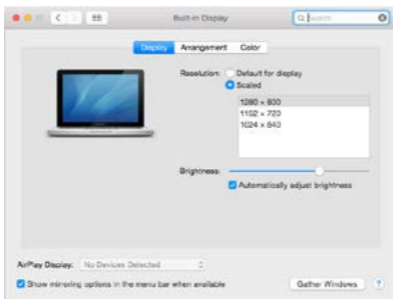 Built-in Display
Search
Display Arrangement Color
Resolution: Default for display
Scaled
1280 × 800
1152 × 720
1024 × 640
Brightness:
Automatically adjust brightness
AirPlay Display: No Devices Detected
Show mirroring options in the menu bar when available
Gather Windows ?